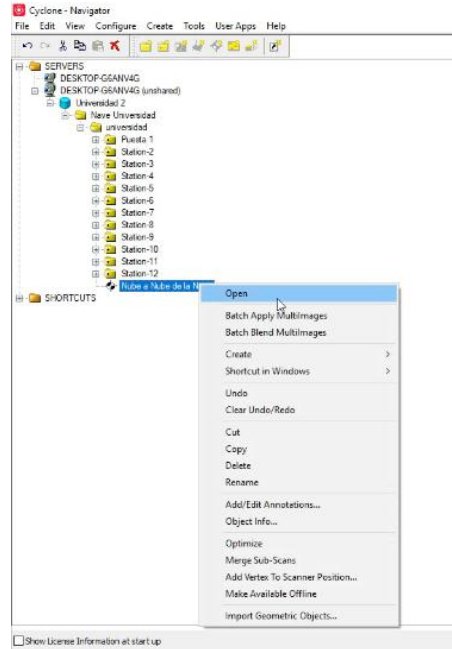 Cyclone - Navigator
File Edit View Configure Create Tools User Apps Help
SERVERS
DESKTOP-G6ANV4G
DESKTOP-G6ANV4G (unshared)
Universidad 2
Nave Universidad
universidad
Puesta 1
Station-2
Station-3
Station-4
Station-5
Station-6
Station-7
Station-8
Station-9
Station-10
Station-11
Station-12
Nube a Nube de la N
SHORTCUTS
Open
Batch Apply MultiImages
Batch Blend MultiImages
Create
Shortcut in Windows
Undo
Clear Undo/Redo
Cut
Copy
Delete
Rename
Add/Edit Annotations...
Object Info...
Optimize
Merge Sub-Scans
Add Vertex To Scanner Position...
Make Available Offline
Import Geometric Objects...
Show License Information at start up